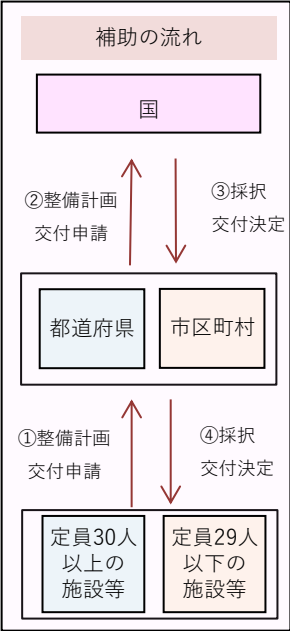 補助の流れ
国
②整備計画
交付申請
③採択
交付決定
都道府県
市区町村
①整備計画
交付申請
④採択
交付決定
定員30人
以上の
施設等
定員29人
以下の
施設等